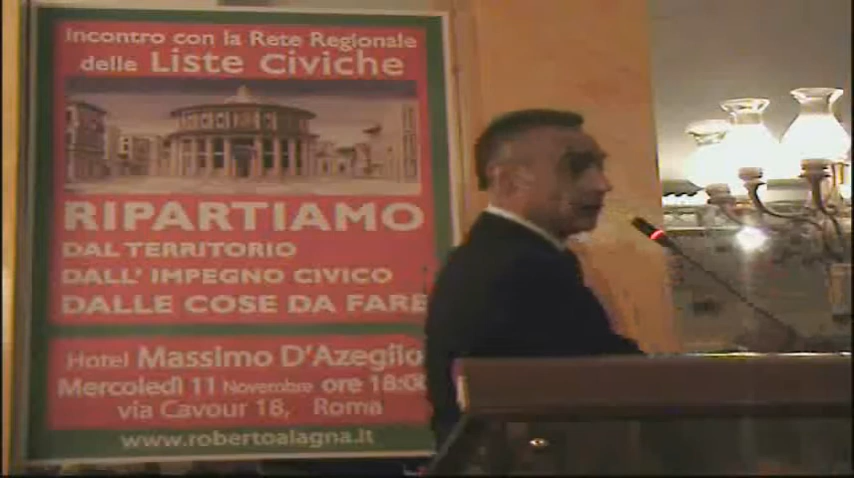 Incontro con la Rete Regionale
delle Liste Civiche
RIPARTIAMO
DAL TERRITORIO
DALL' IMPEGNO CIVICO
DALLE COSE DA FARE
Hotel Massimo D'Azeglio
Mercoledì 11 Novembre ore 18:00
via Cavour 18, Roma
www.robertoalagna.it